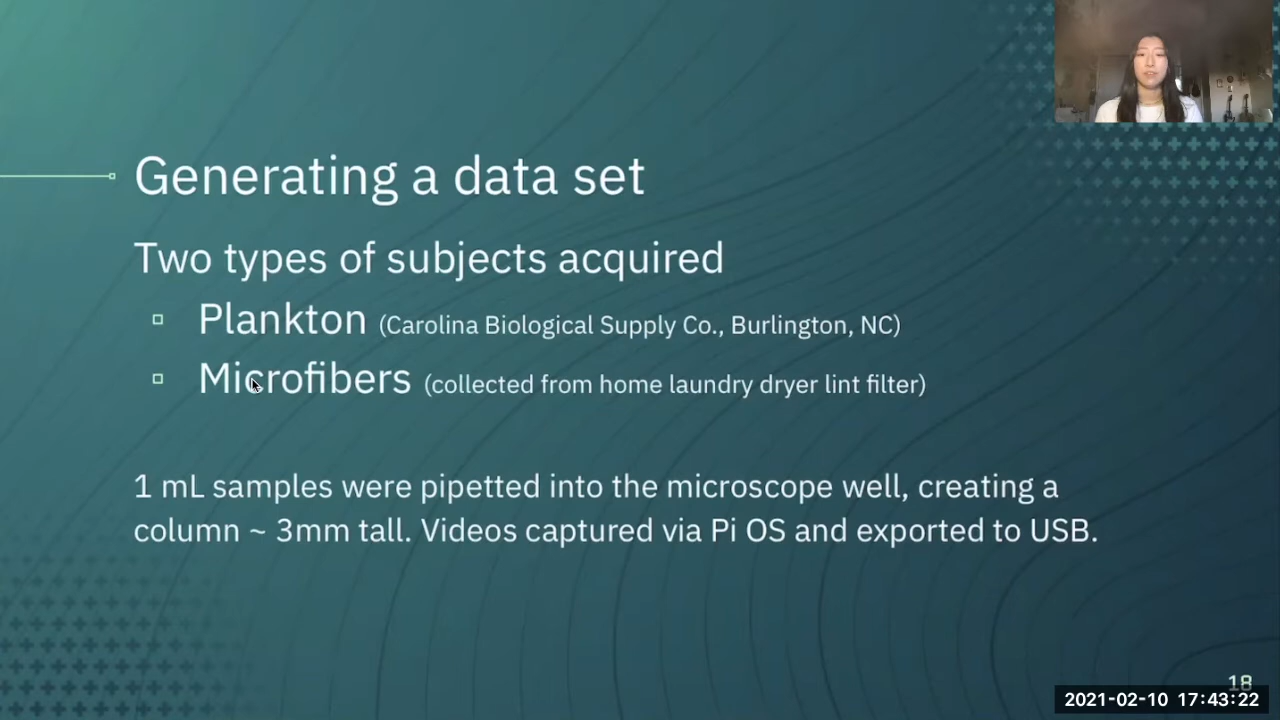 Generating a data set
Two types of subjects acquired
Plankton (Carolina Biological Supply Co., Burlington, NC)
Microfibers (collected from home laundry dryer lint filter)
1 mL samples were pipetted into the microscope well, creating a
column ~ 3mm tall. Videos captured via Pi OS and exported to USB.
18
2021-02-10 17:43:22